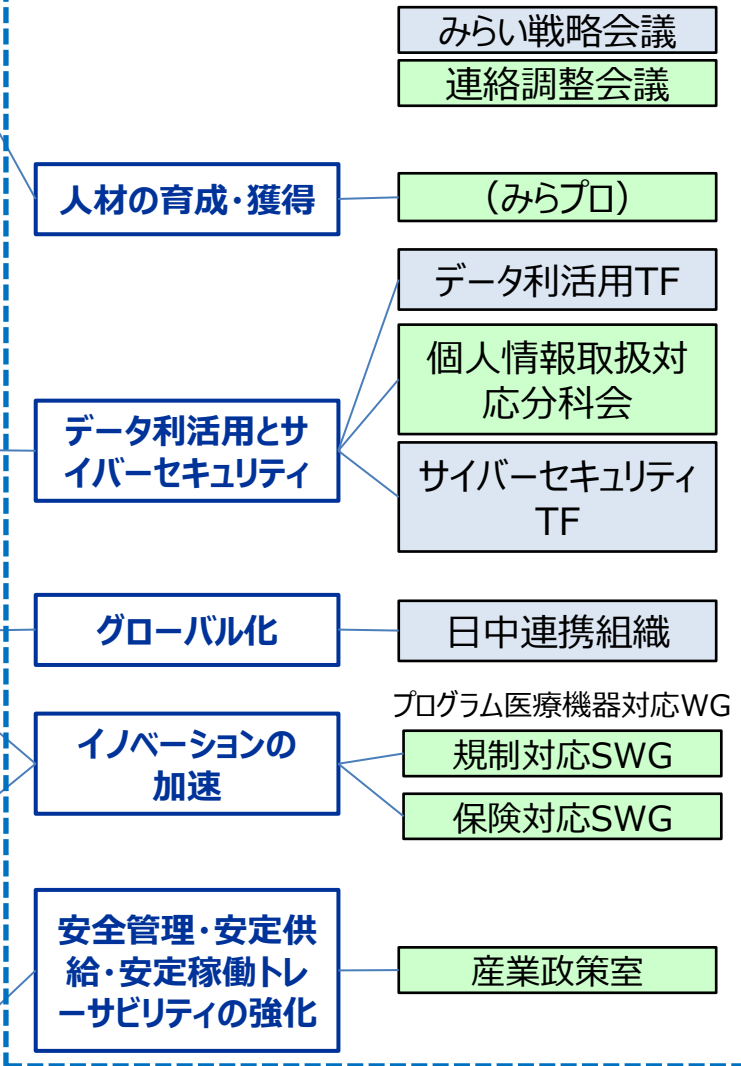 みらい戦略会議
連絡調整会議
人材の育成・獲得
（みらプロ）
データ利活用とサ
イバーセキュリティ
データ利活用TF
個人情報取扱対
応分科会
サイバーセキュリティ
TF
グローバル化
日中連携組織
イノベーションの
加速
プログラム医療機器対応WG
規制対応SWG
保険対応SWG
安全管理・安定供
給・安定稼働トレ
ーサビリティの強化
産業政策室